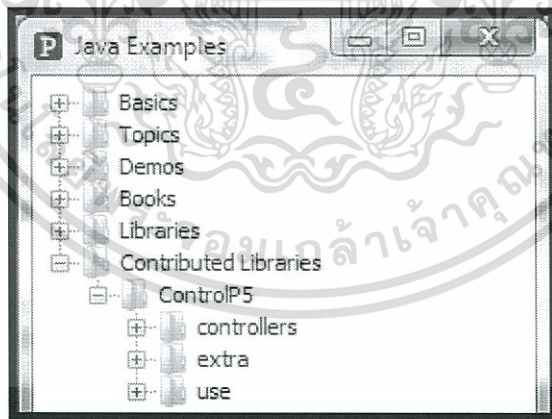 P Java Examples
Basics
Topics
Demos
Books
Libraries
Contributed Libraries
ControlP5
controllers
extra
use